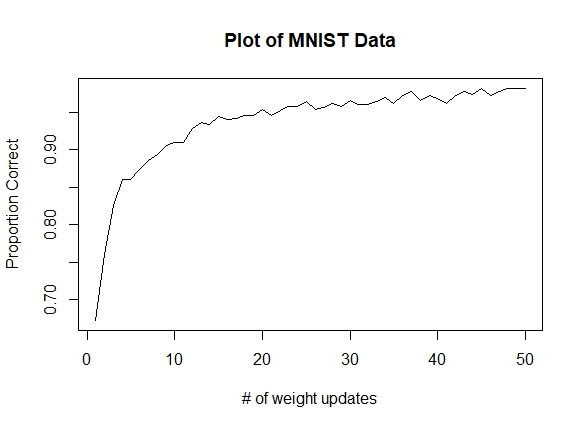 Plot of MNIST Data
Proportion Correct
0.90
0.80
0.70
0 10 20 30 40 50
# of weight updates